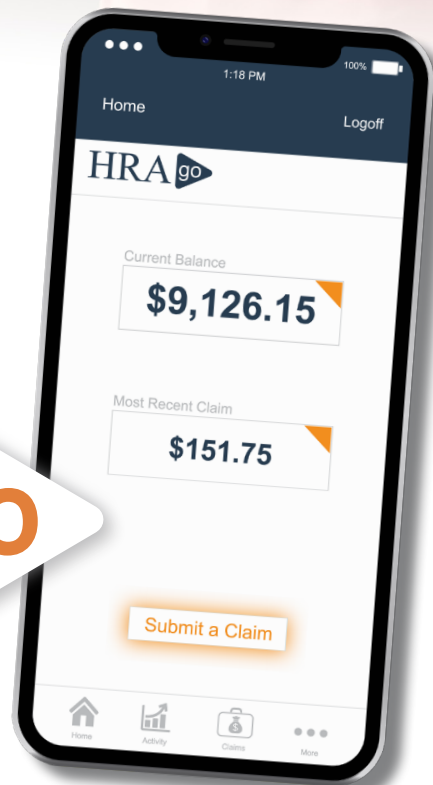 1:18 PM
100%
Home
Logoff
HRA go
Current Balance
$9,126.15
Most Recent Claim
$151.75
O
Submit a Claim
Home
Activity
$
Claims
More